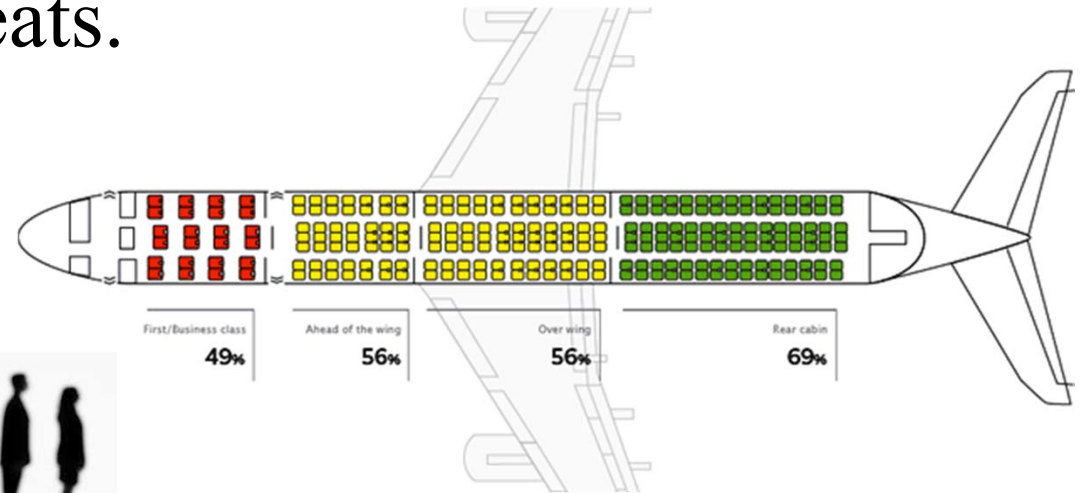 eats.
First/Business class
49%
Ahead of the wing
56%
Over wing
56%
Rear cabin
69%